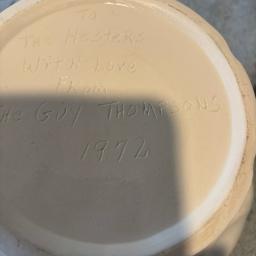 To
The Hesters
With Love
From
The Guy Thompsons
1972